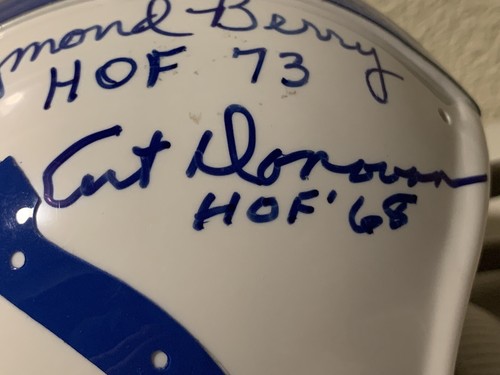 mond Berry
HOF 73
Art Donovan
HOF '68